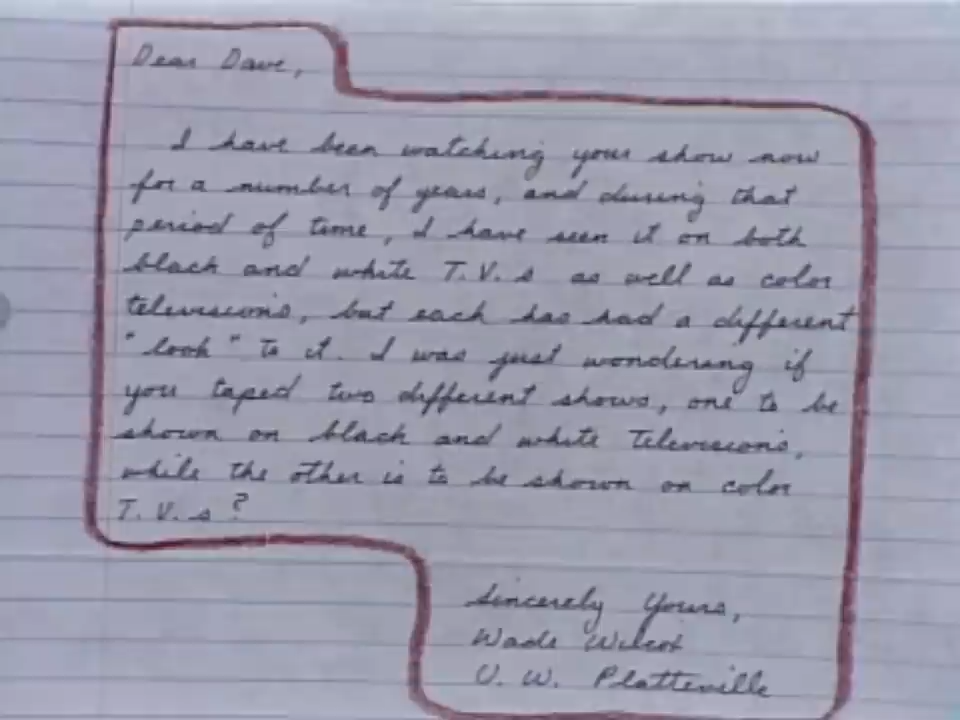 Dear Dave,
I have been watching your show now
for a number of years, and during that
period of time, I have seen it on both
black and white T.V.s as well as color
televisions, but each has had a different
"look" to it. I was just wondering if
you taped two different shows, one to be
shown on black and white televisions,
while the other is to be shown on color
T.V.s?
Sincerely Yours,
Wade Wilcox
U.W. Platteville